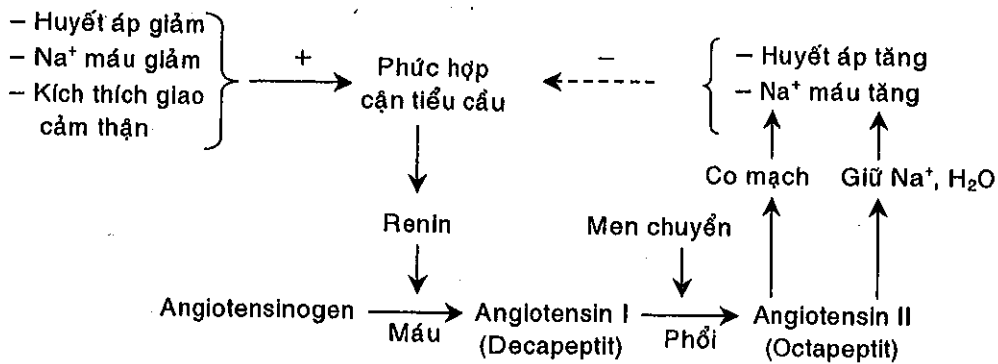 – Huyết áp giảm
– Na⁺ máu giảm
– Kích thích giao
cảm thận
+
Phức hợp
cận tiểu cầu
–
– Huyết áp tăng
– Na⁺ máu tăng
Co mạch
Giữ Na⁺, H₂O
Renin
Men chuyển
Angiotensinogen
Máu
Angiotensin I
(Decapeptit)
Phổi
Angiotensin II
(Octapeptit)